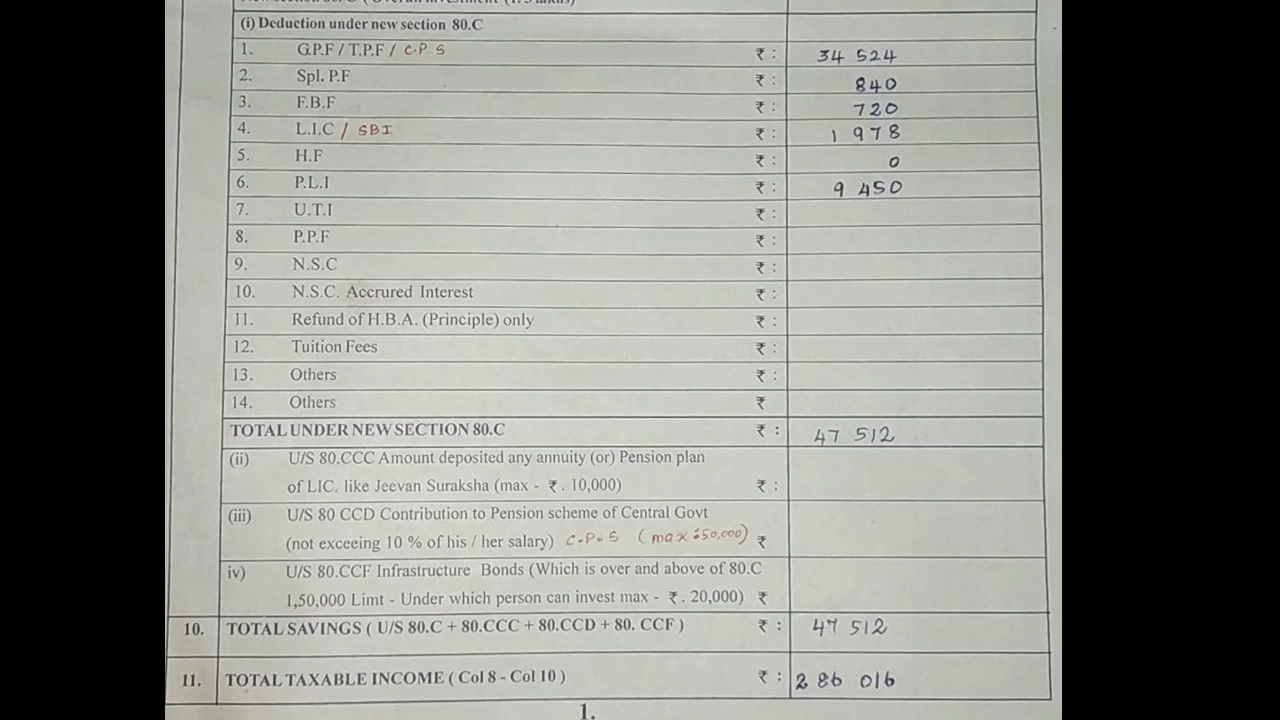 (i) Deduction under new section 80.C
1. G.P.F / T.P.F / C.P.S ₹ : 34 524
2. Spl. P.F ₹ : 840
3. F.B.F ₹ : 720
4. L.I.C / SBI ₹ : 1 978
5. H.F ₹ : 0
6. P.L.I ₹ : 9 450
7. U.T.I ₹ :
8. P.P.F ₹ :
9. N.S.C ₹ :
10. N.S.C. Accrured Interest ₹ :
11. Refund of H.B.A. (Principle) only ₹ :
12. Tuition Fees ₹ :
13. Others ₹ :
14. Others ₹
TOTAL UNDER NEW SECTION 80.C ₹ : 47 512
(ii) U/S 80.CCC Amount deposited any annuity (or) Pension plan
of LIC. like Jeevan Suraksha (max - ₹. 10,000) ₹ :
(iii) U/S 80 CCD Contribution to Pension scheme of Central Govt
(not exceeing 10 % of his / her salary) C.P.S (max : 50,000) ₹
iv) U/S 80.CCF Infrastructure Bonds (Which is over and above of 80.C
1,50,000 Limt - Under which person can invest max - ₹. 20,000) ₹
10. TOTAL SAVINGS ( U/S 80.C + 80.CCC + 80.CCD + 80. CCF ) ₹ : 47 512
11. TOTAL TAXABLE INCOME ( Col 8 - Col 10 ) ₹ : 2 86 016
1.